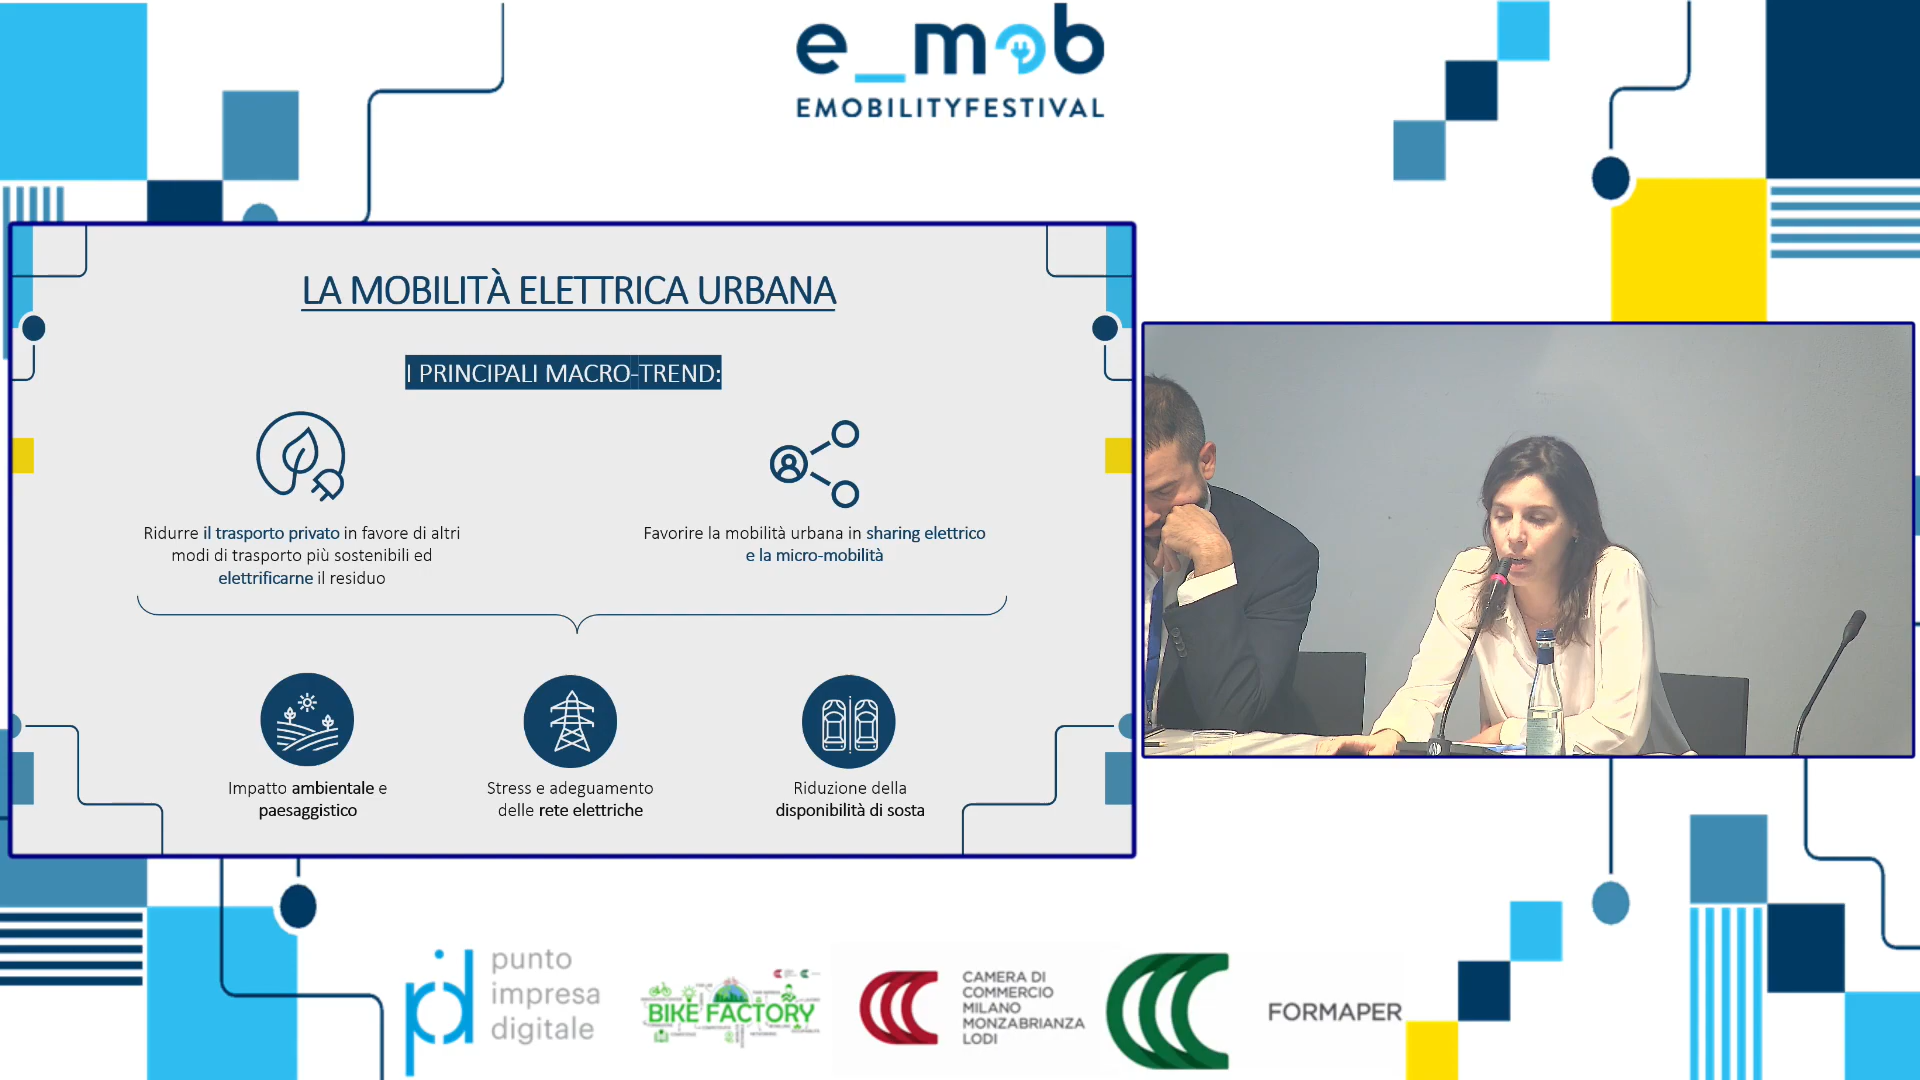 e_mob
EMOBILITYFESTIVAL
LA MOBILITÀ ELETTRICA URBANA
I PRINCIPALI MACRO-TREND:
Ridurre il trasporto privato in favore di altri
modi di trasporto più sostenibili ed
elettrificarne il residuo
Favorire la mobilità urbana in sharing elettrico
e la micro-mobilità
Impatto ambientale e
paesaggistico
Stress e adeguamento
delle rete elettriche
Riduzione della
disponibilità di sosta
pid
punto
impresa
digitale
BIKE FACTORY
CAMERA DI
COMMERCIO
MILANO
MONZABRIANZA
LODI
FORMAPER